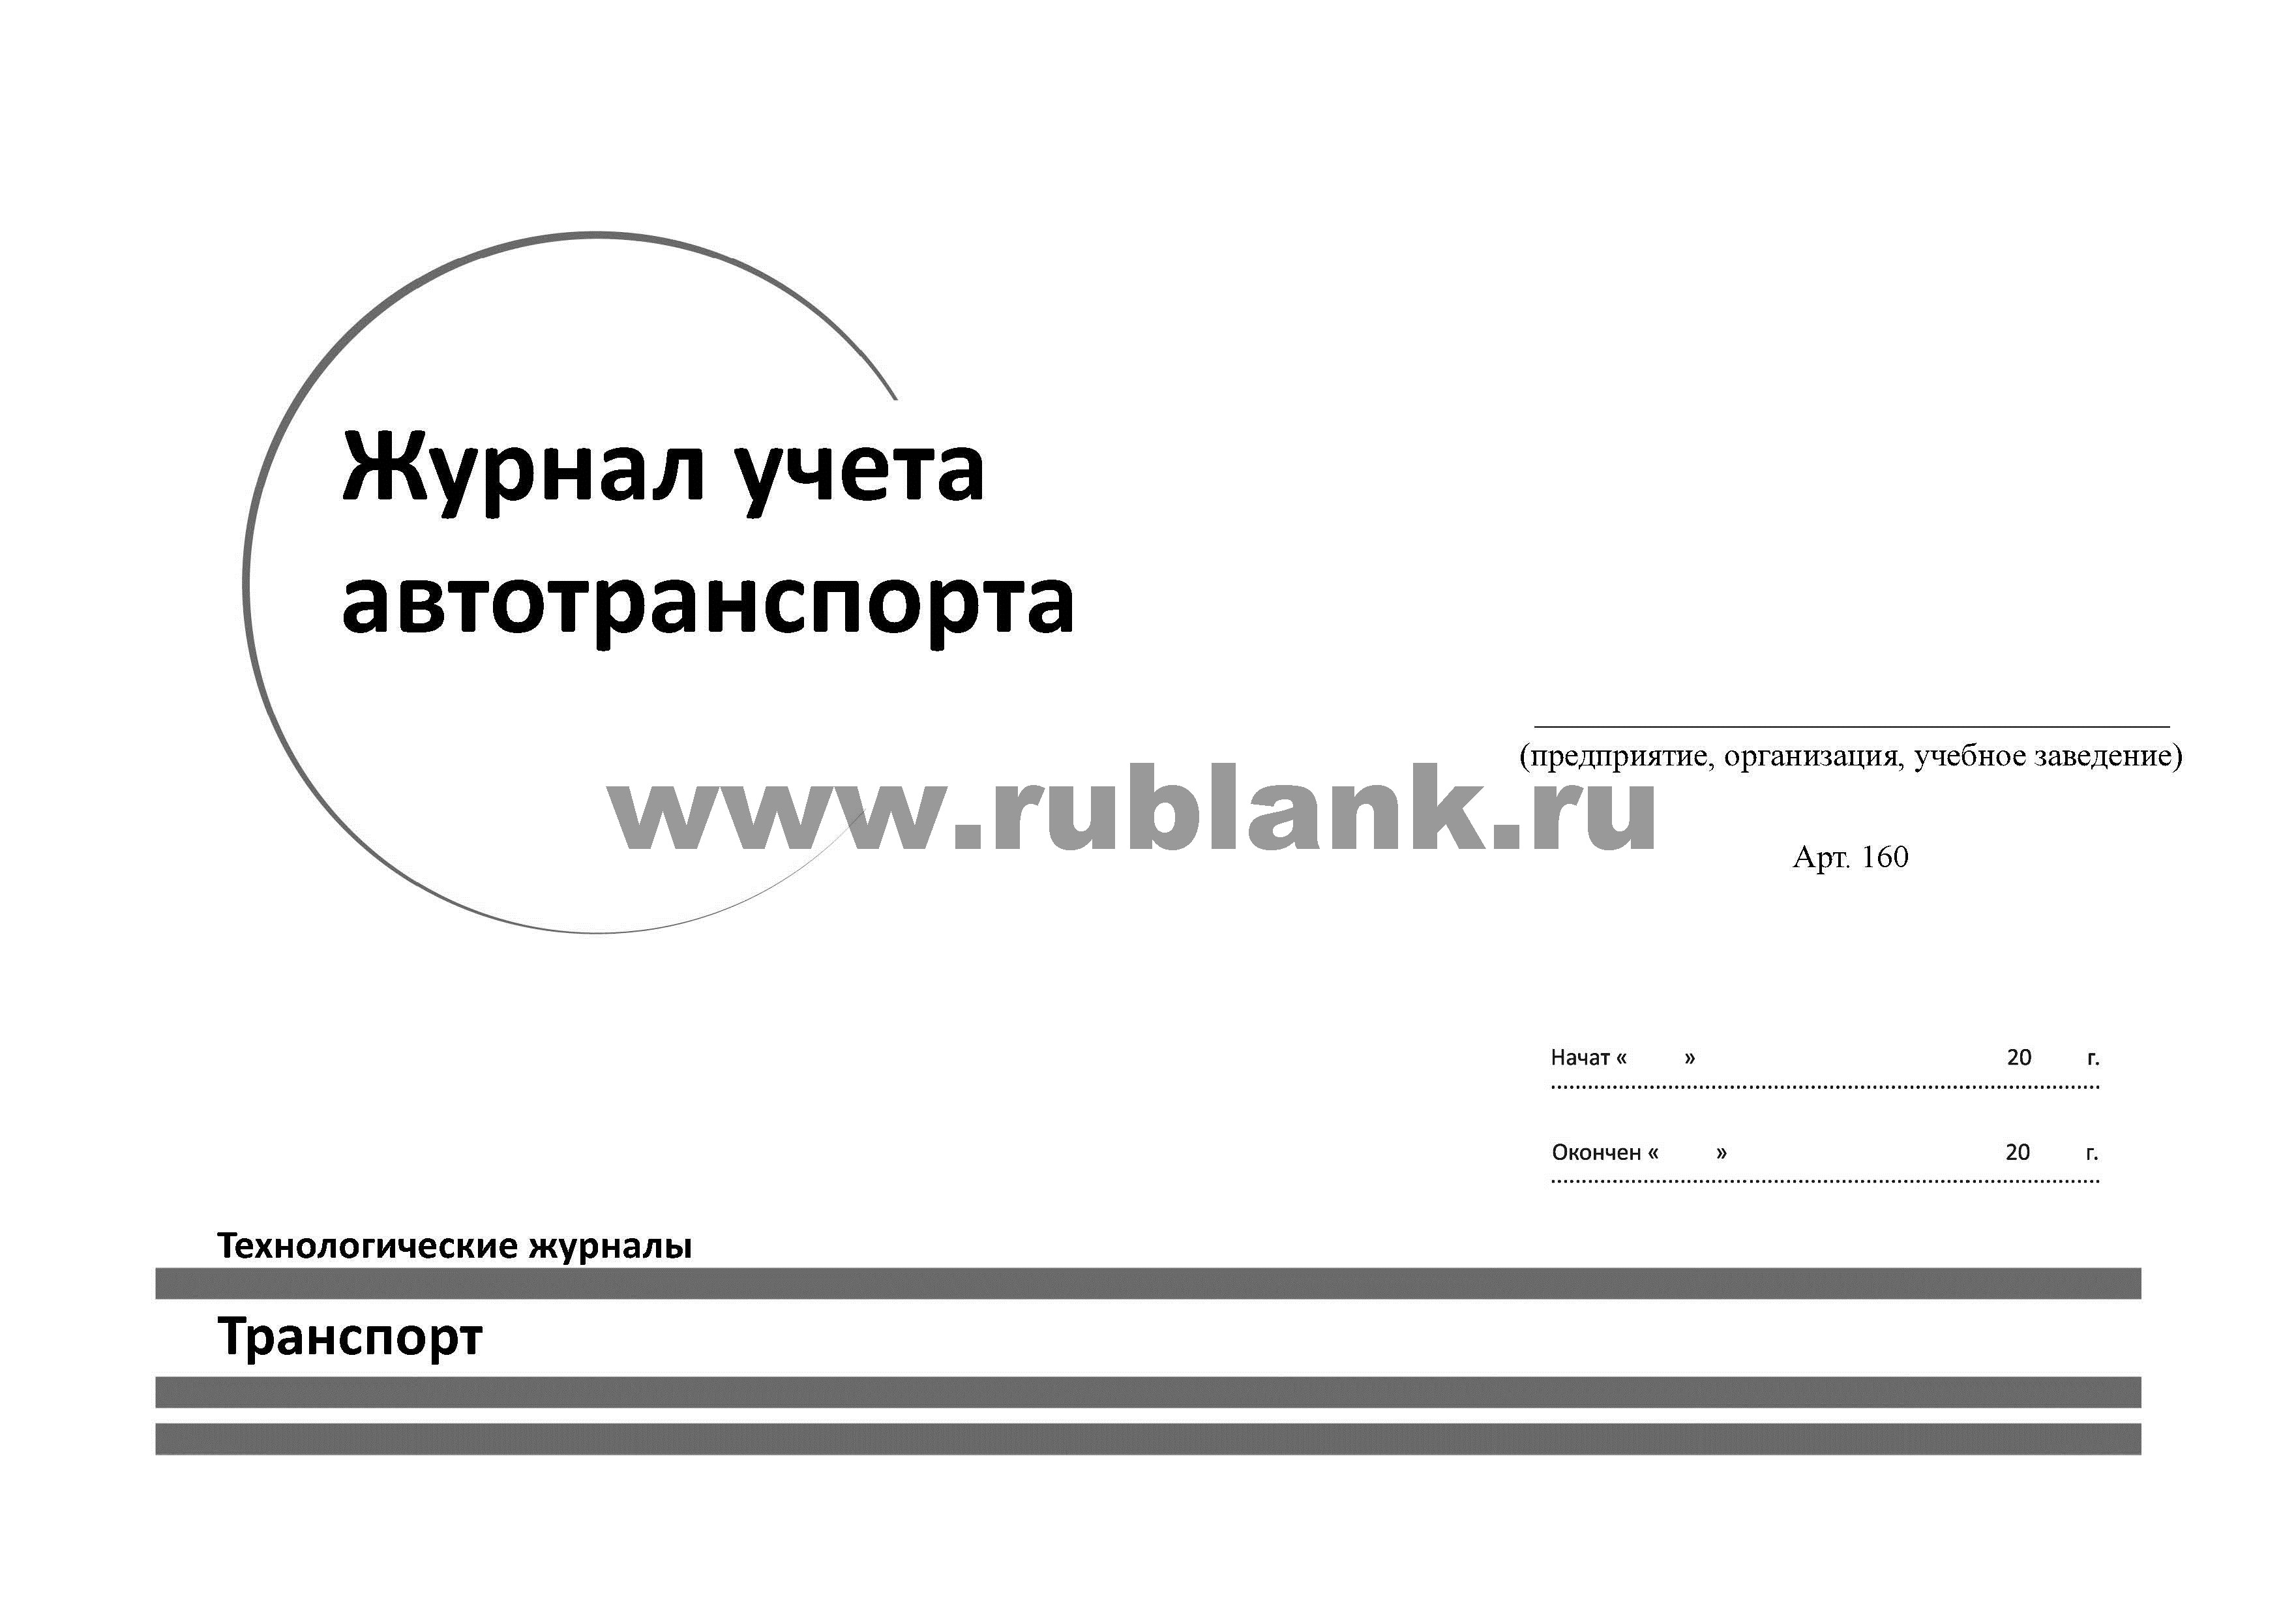 Журнал учета
автотранспорта
(предприятие, организация, учебное заведение)
www.rublank.ru
Арт. 160
Начат « » 20 г.
Окончен « » 20 г.
Технологические журналы
Транспорт